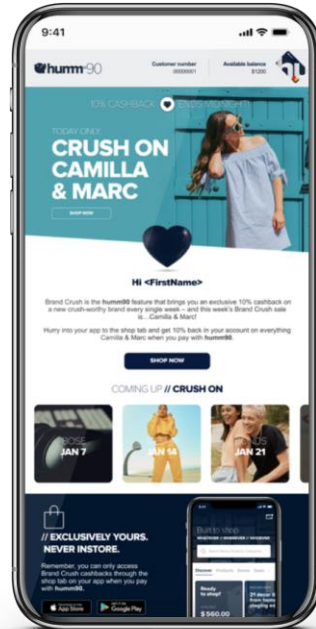 9:41
humm90
Customer number
Available balance
$1200
10% CASHBACK ENDS MIDNIGHT!
TODAY ONLY:
CRUSH ON
CAMILLA
& MARC
SHOP NOW
Hi <FirstName>
Brand Crush is the humm90 feature that brings you an exclusive 10% cashback on
a new crush-worthy brand every single week – and this week's Brand Crush sale
is…Camilla & Marc!
Hurry into your app to the shop tab and get 10% back in your account on everything
Camilla & Marc when you pay with humm90.
SHOP NOW
COMING UP // CRUSH ON
BOSE
JAN 7
JAN 14
JAN 21
// EXCLUSIVELY YOURS.
NEVER INSTORE.
Remember, you can only access
Brand Crush cashbacks through the
shop tab on your app when you pay
with humm90.
App Store
Google Play
Built to shop
Discover
Ready
to shop?
$ 560.00
21 decor